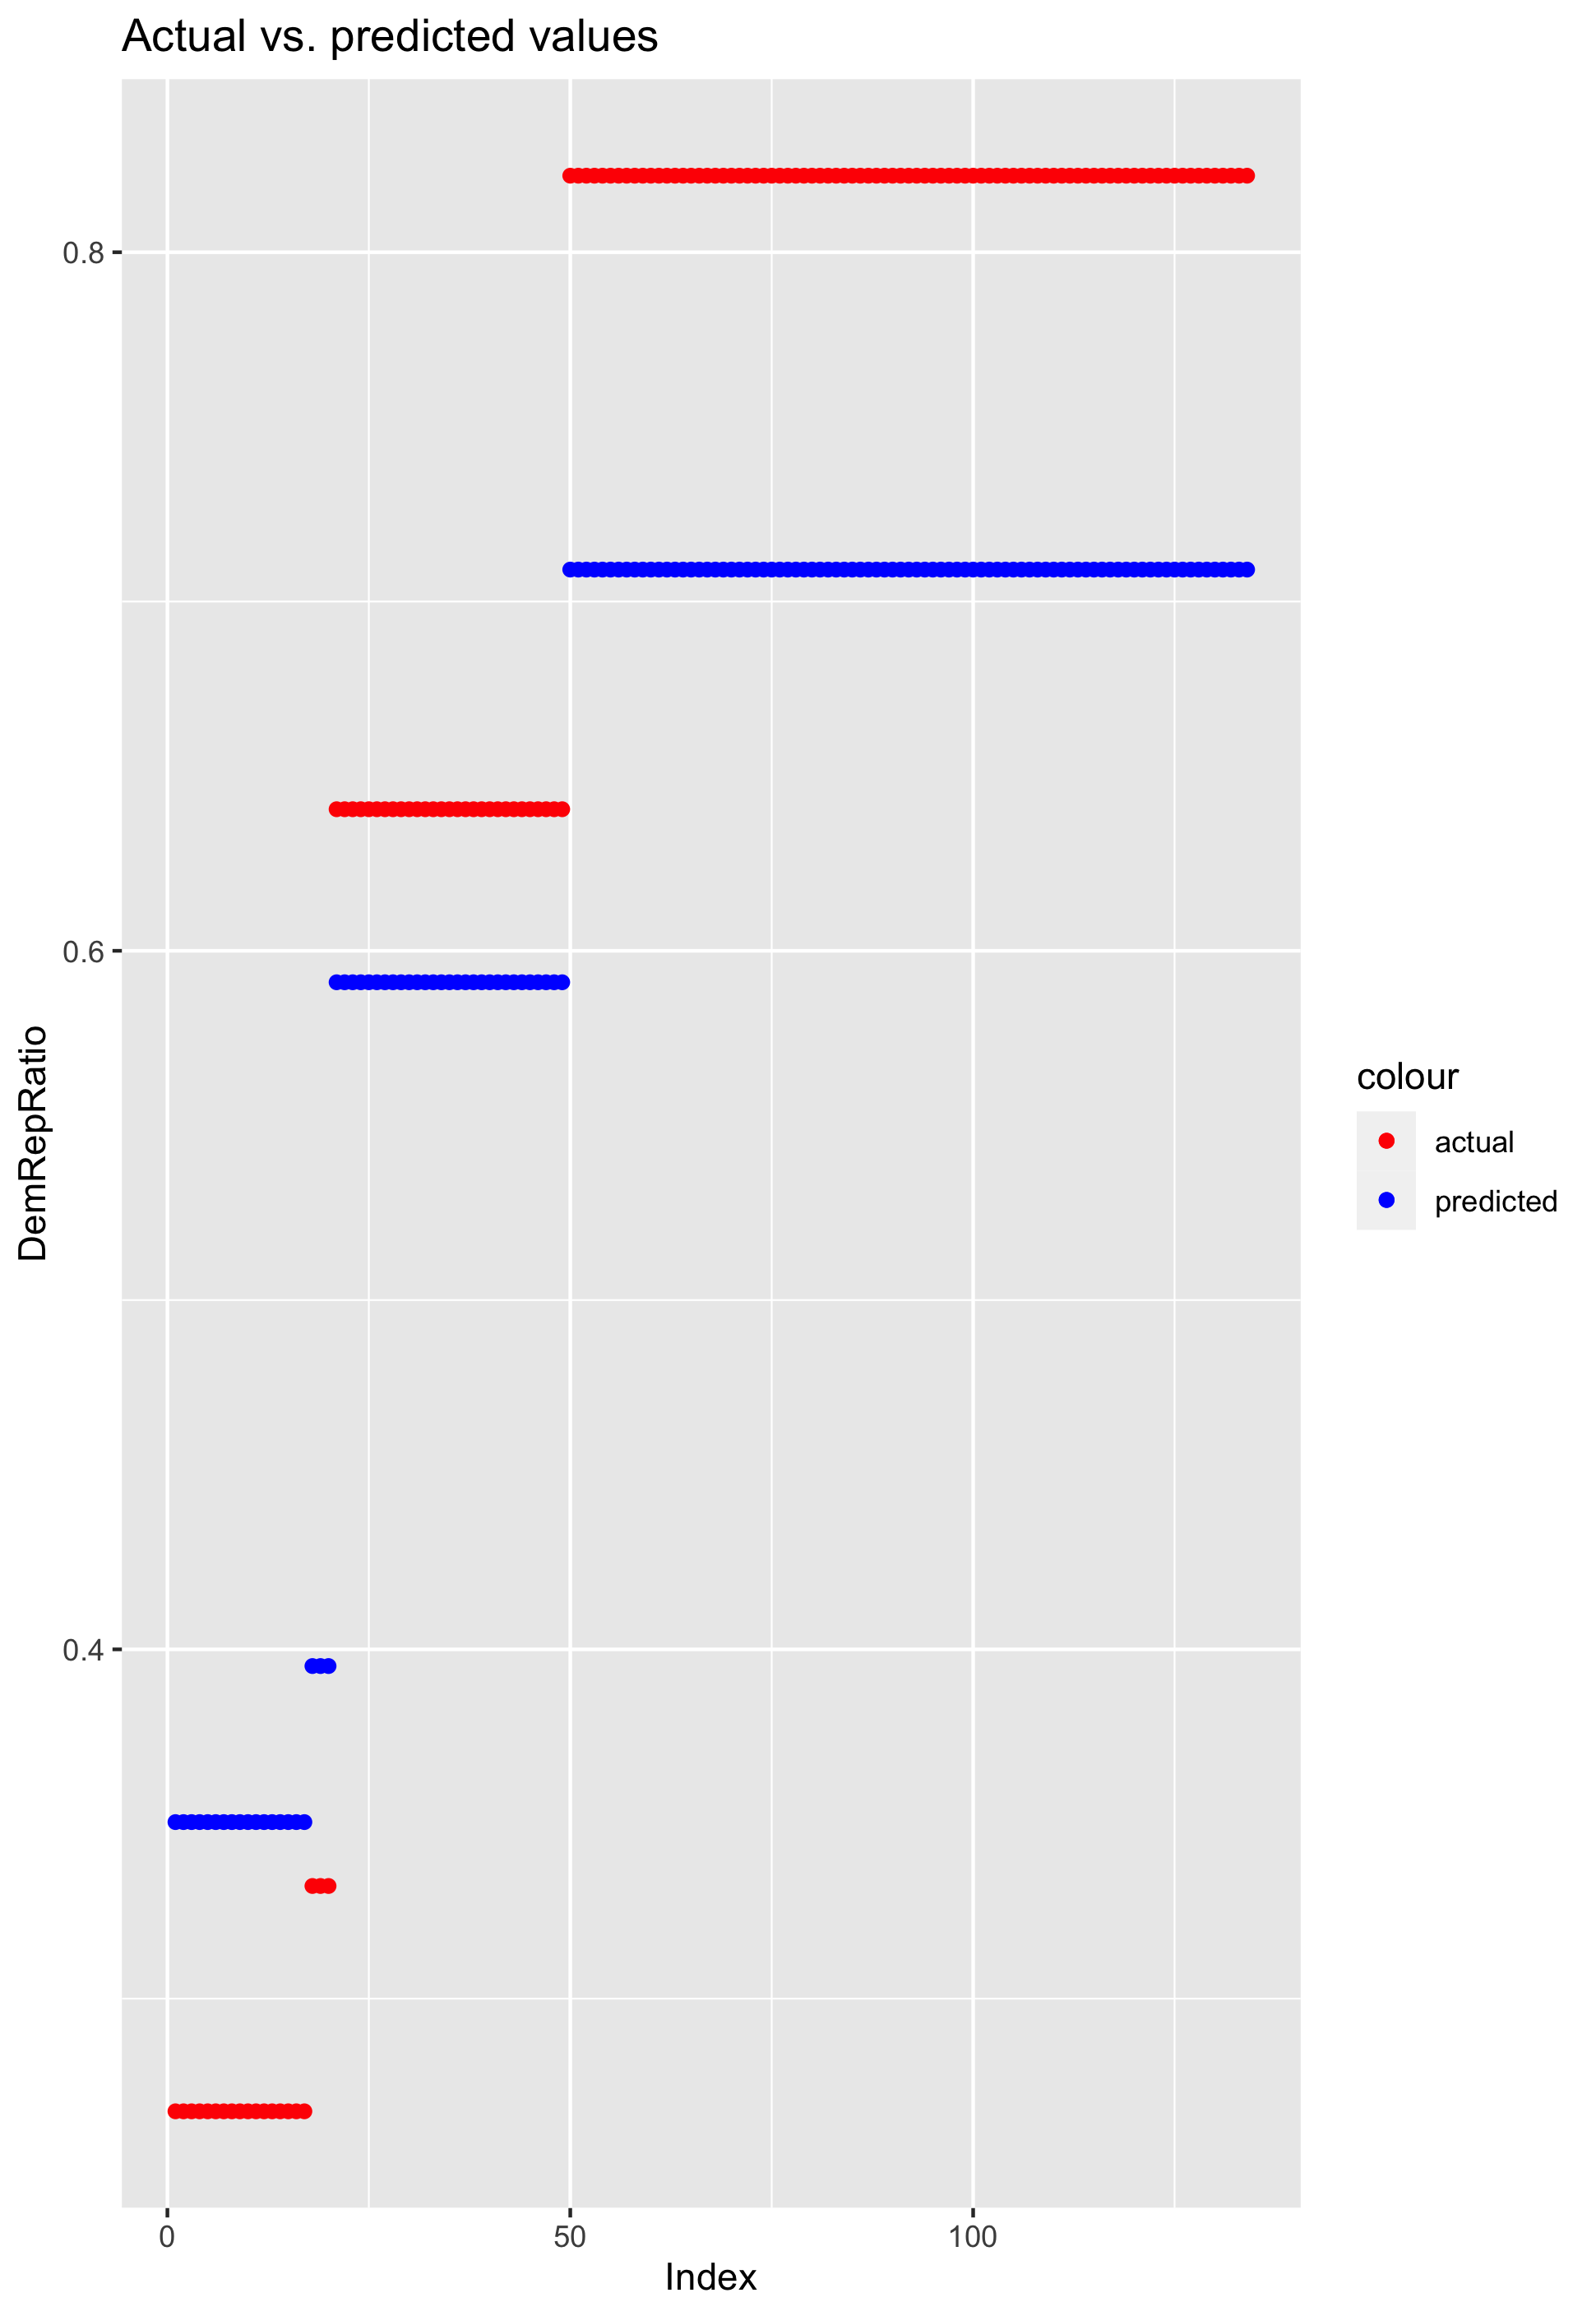 Actual vs. predicted values
0.8
0.6
0.4
DemRepRatio
0
50
100
Index
colour
actual
predicted